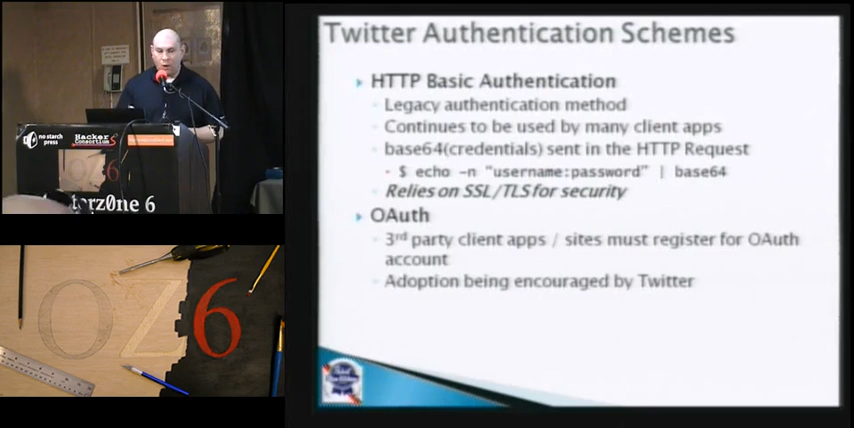 no starch
press
Hacker
Consortium
terz0ne 6
OZ6
Twitter Authentication Schemes
HTTP Basic Authentication
Legacy authentication method
Continues to be used by many client apps
base64(credentials) sent in the HTTP Request
$ echo -n "username:password" | base64
Relies on SSL/TLS for security
OAuth
3rd party client apps / sites must register for OAuth
account
Adoption being encouraged by Twitter